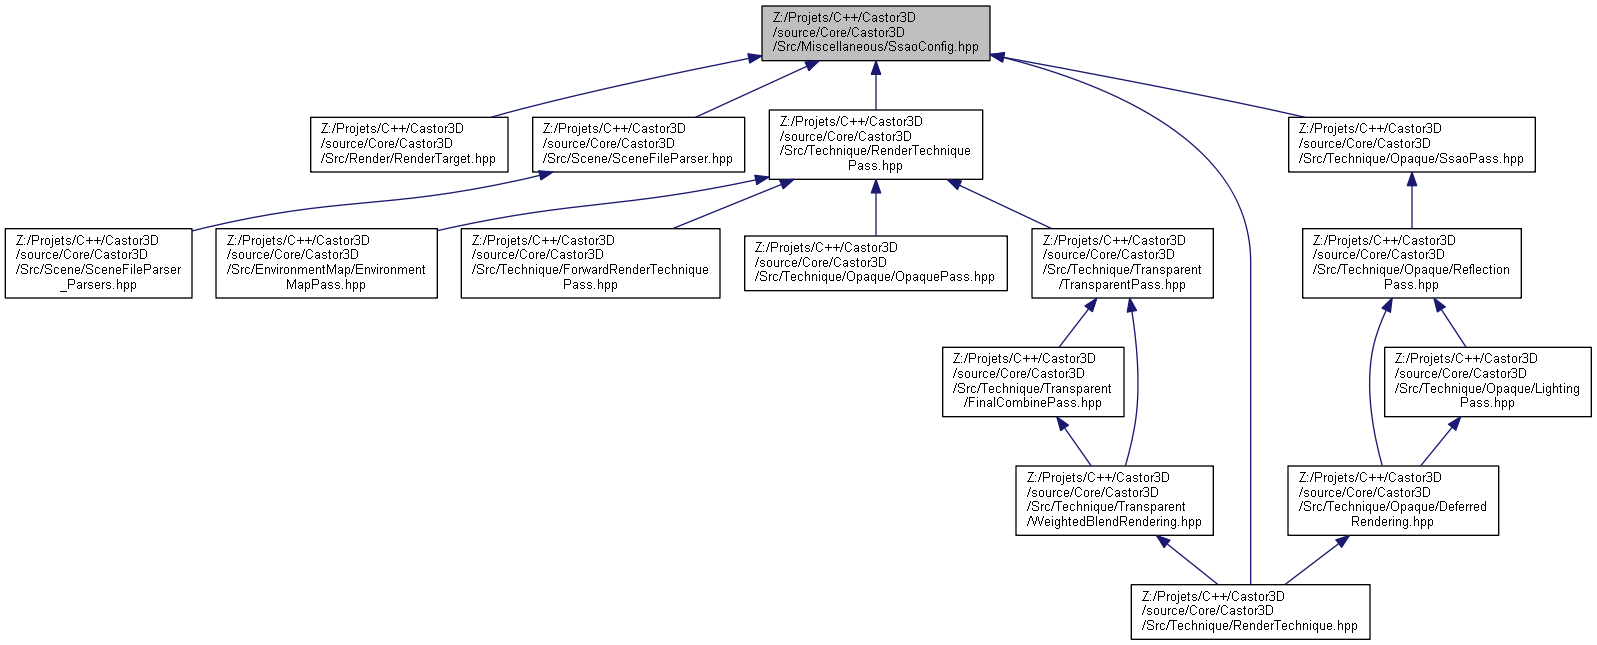 Z:/Projets/C++/Castor3D
/source/Core/Castor3D
/Src/Miscellaneous/SsaoConfig.hpp
Z:/Projets/C++/Castor3D
/source/Core/Castor3D
/Src/Render/RenderTarget.hpp
Z:/Projets/C++/Castor3D
/source/Core/Castor3D
/Src/Scene/SceneFileParser.hpp
Z:/Projets/C++/Castor3D
/source/Core/Castor3D
/Src/Technique/RenderTechnique
Pass.hpp
Z:/Projets/C++/Castor3D
/source/Core/Castor3D
/Src/Technique/Opaque/SsaoPass.hpp
Z:/Projets/C++/Castor3D
/source/Core/Castor3D
/Src/Scene/SceneFileParser
_Parsers.hpp
Z:/Projets/C++/Castor3D
/source/Core/Castor3D
/Src/EnvironmentMap/Environment
MapPass.hpp
Z:/Projets/C++/Castor3D
/source/Core/Castor3D
/Src/Technique/ForwardRenderTechnique
Pass.hpp
Z:/Projets/C++/Castor3D
/source/Core/Castor3D
/Src/Technique/Opaque/OpaquePass.hpp
Z:/Projets/C++/Castor3D
/source/Core/Castor3D
/Src/Technique/Transparent
/TransparentPass.hpp
Z:/Projets/C++/Castor3D
/source/Core/Castor3D
/Src/Technique/Opaque/Reflection
Pass.hpp
Z:/Projets/C++/Castor3D
/source/Core/Castor3D
/Src/Technique/Transparent
/FinalCombinePass.hpp
Z:/Projets/C++/Castor3D
/source/Core/Castor3D
/Src/Technique/Opaque/Lighting
Pass.hpp
Z:/Projets/C++/Castor3D
/source/Core/Castor3D
/Src/Technique/Transparent
/WeightedBlendRendering.hpp
Z:/Projets/C++/Castor3D
/source/Core/Castor3D
/Src/Technique/Opaque/Deferred
Rendering.hpp
Z:/Projets/C++/Castor3D
/source/Core/Castor3D
/Src/Technique/RenderTechnique.hpp